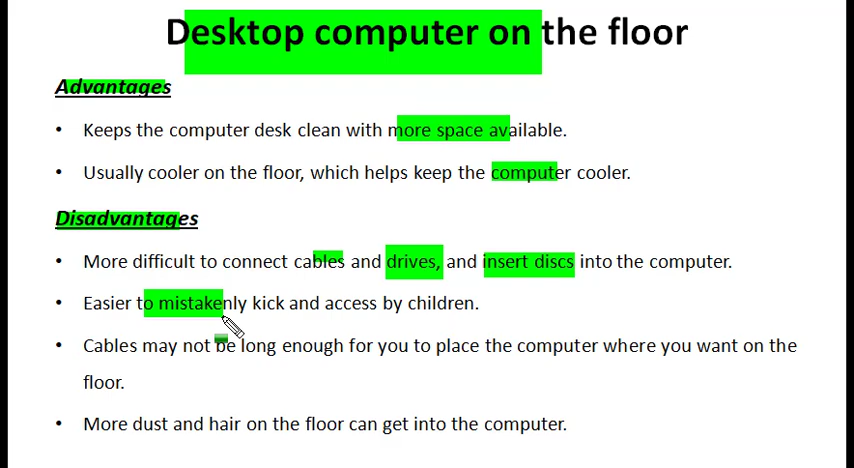 Desktop computer on the floor
Advantages
• Keeps the computer desk clean with more space available.
• Usually cooler on the floor, which helps keep the computer cooler.
Disadvantages
• More difficult to connect cables and drives, and insert discs into the computer.
• Easier to mistakenly kick and access by children.
• Cables may not be long enough for you to place the computer where you want on the
floor.
• More dust and hair on the floor can get into the computer.